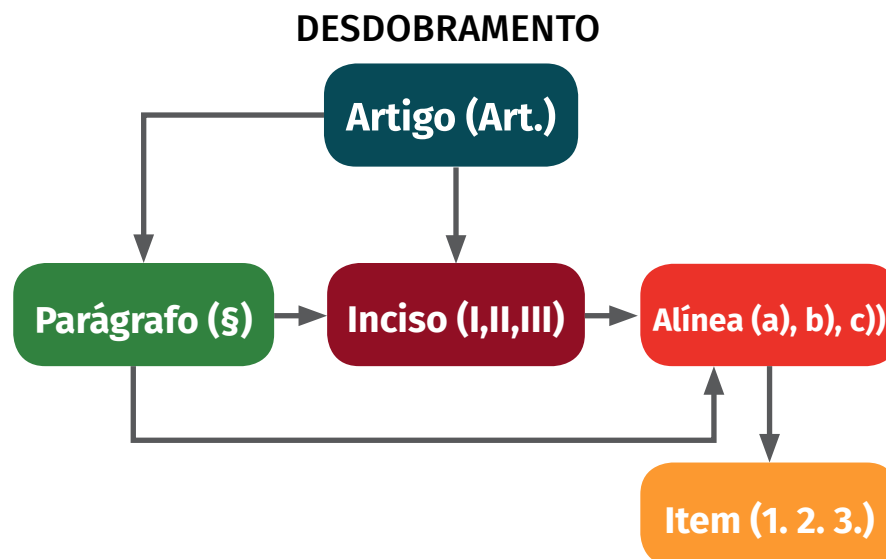 DESDOBRAMENTO
Artigo (Art.)
Parágrafo (§)
Inciso (I,II,III)
Alínea (a), b), c))
Item (1. 2. 3.)